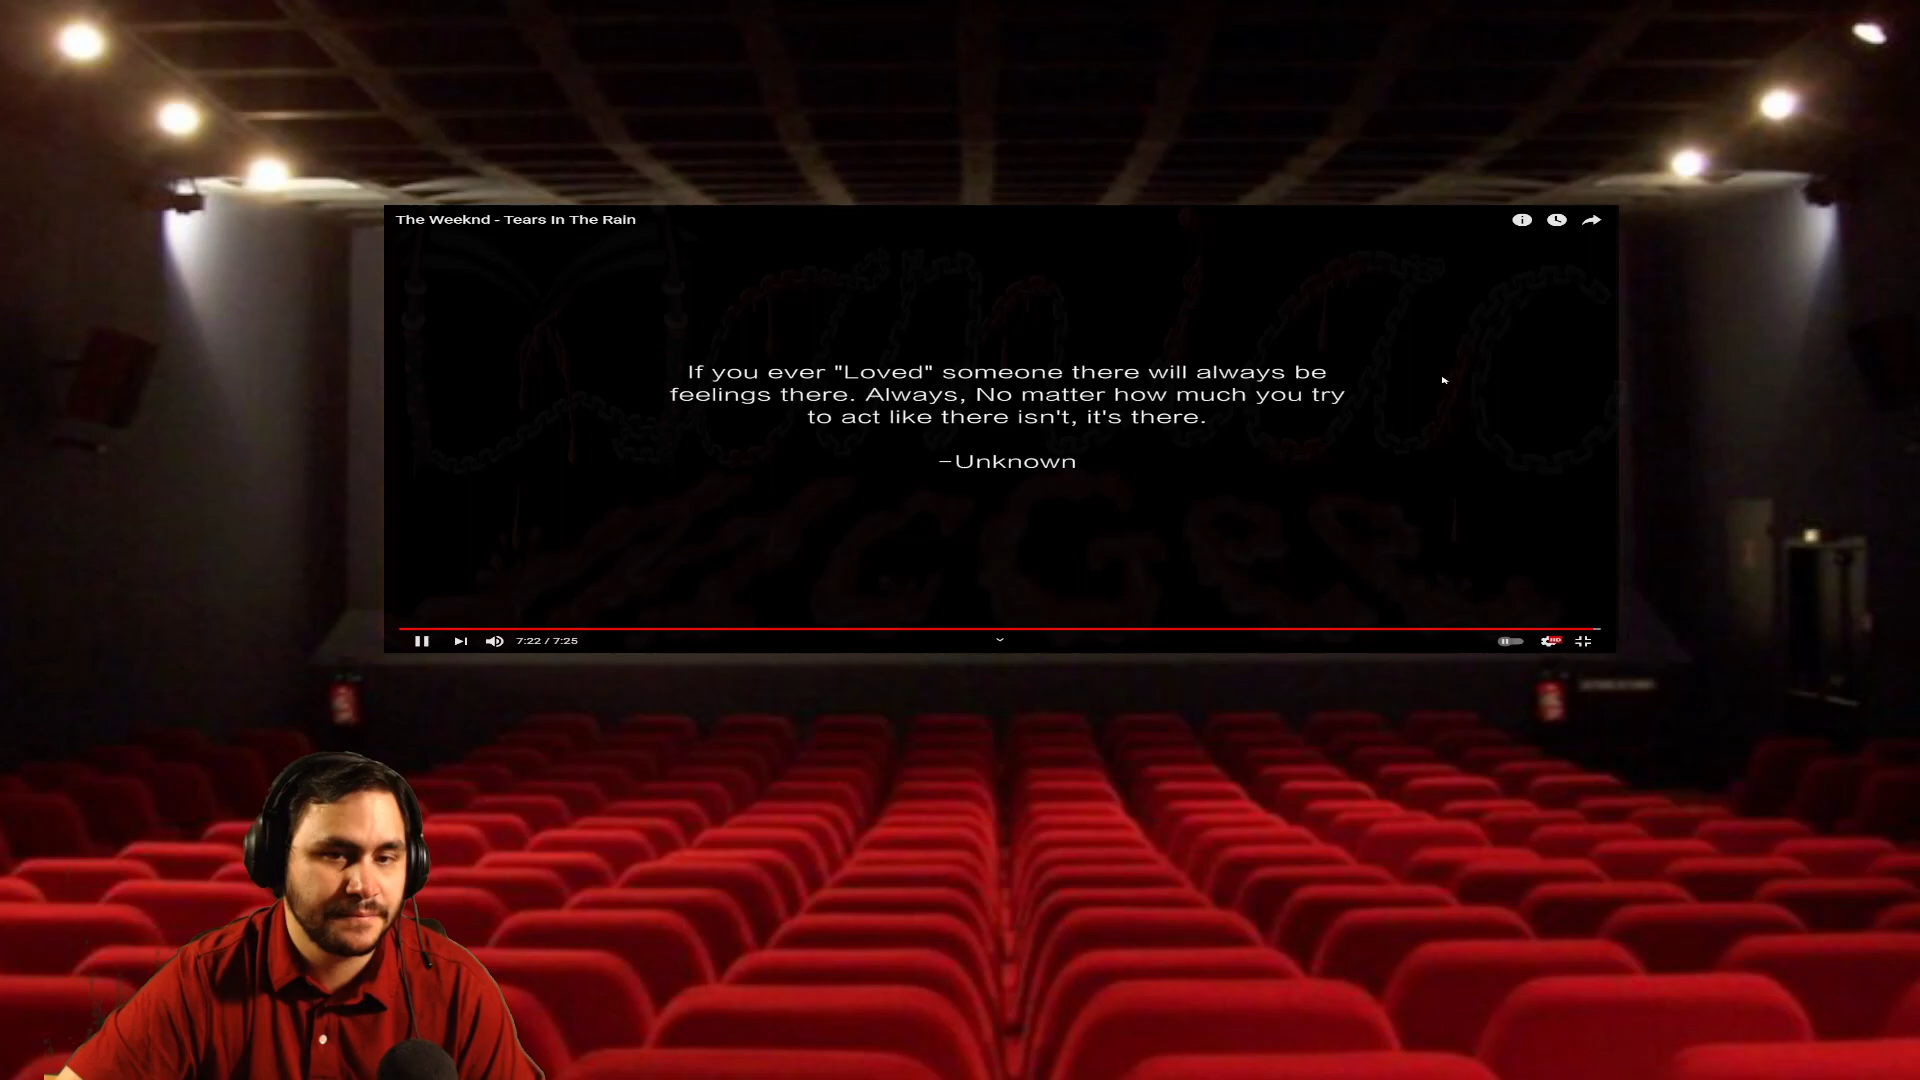 The Weeknd - Tears In The Rain
If you ever "Loved" someone there will always be
feelings there. Always, No matter how much you try
to act like there isn't, it's there.
–Unknown
7:22 / 7:25
HD